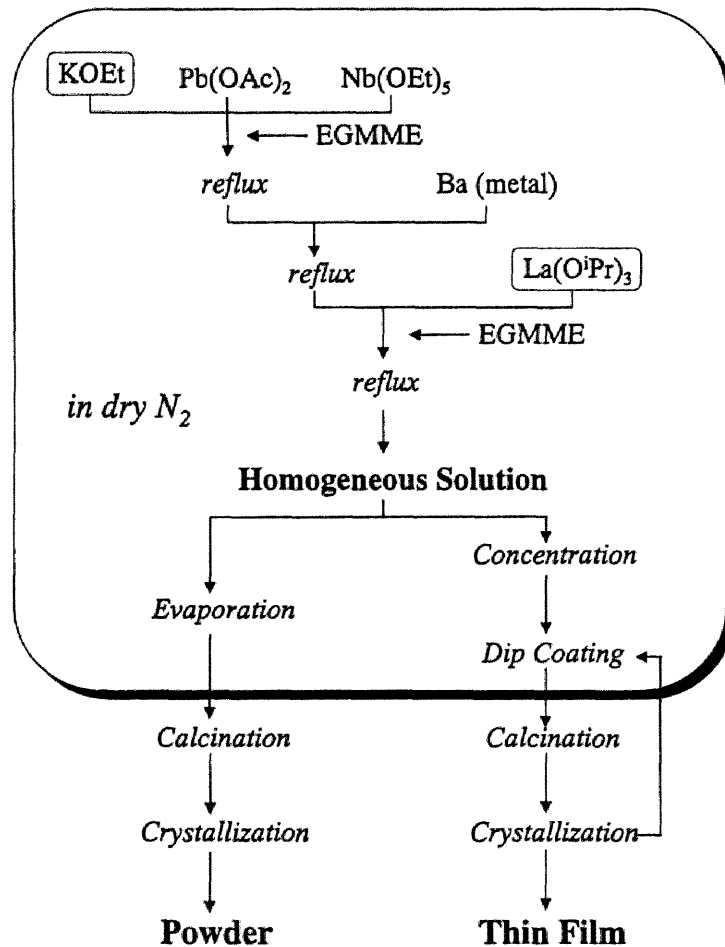 KOEt Pb(OAc)₂ Nb(OEt)₅
EGMME
reflux Ba (metal)
reflux La(OⁱPr)₃
EGMME
reflux
in dry N₂
Homogeneous Solution
Concentration
Evaporation
Dip Coating
Calcination Calcination
Crystallization Crystallization
Powder Thin Film